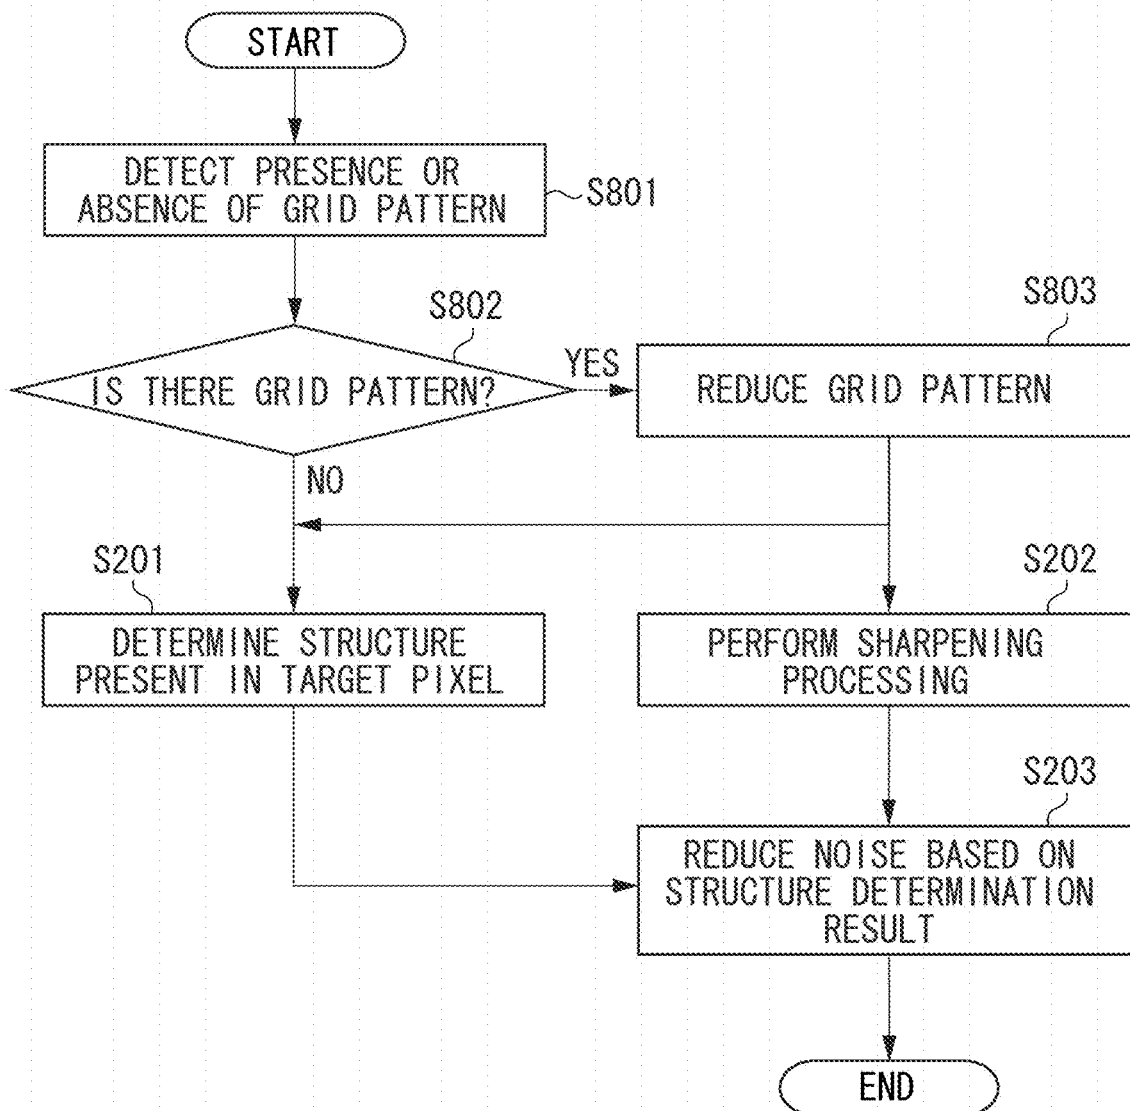 START
DETECT PRESENCE OR
ABSENCE OF GRID PATTERN
S801
S802
IS THERE GRID PATTERN?
YES
NO
S803
REDUCE GRID PATTERN
S201
DETERMINE STRUCTURE
PRESENT IN TARGET PIXEL
S202
PERFORM SHARPENING
PROCESSING
S203
REDUCE NOISE BASED ON
STRUCTURE DETERMINATION
RESULT
END